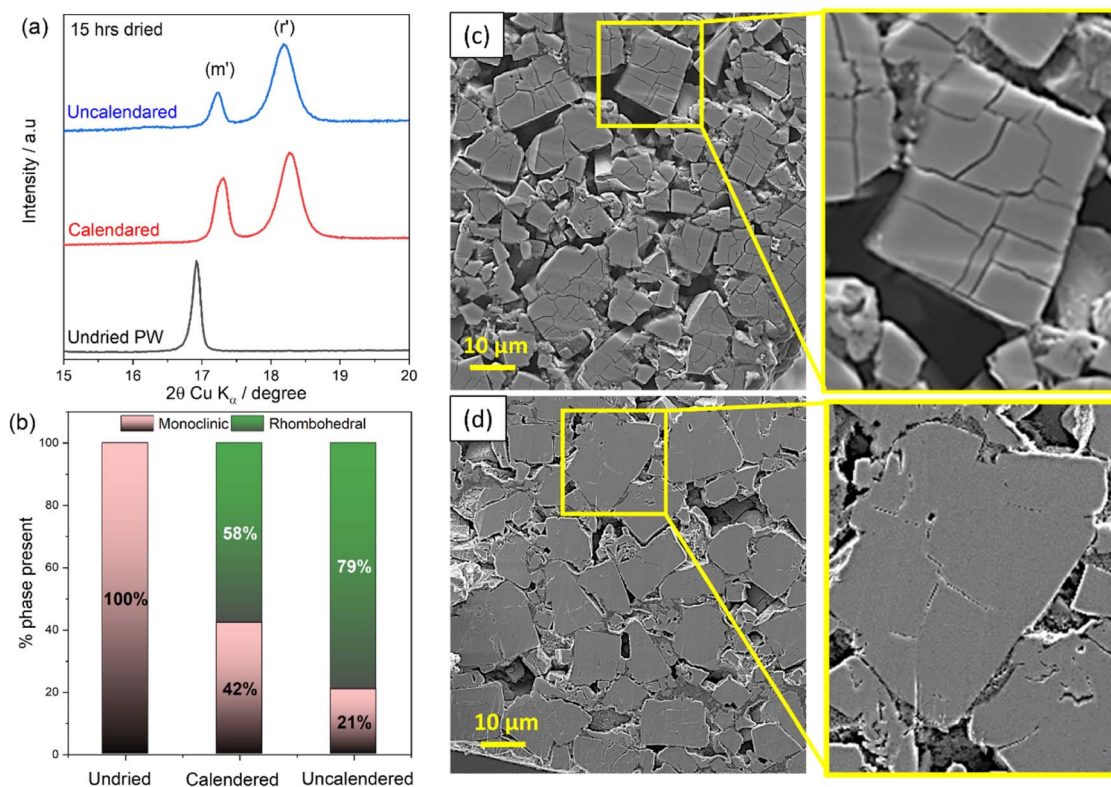 (a)
15 hrs dried
(m')
(r')
Uncalendared
Calendared
Undried PW
Intensity / a.u
15 16 17 18 19 20
2θ Cu Kα / degree
(b)
Monoclinic
Rhombohedral
% phase present
100
80
60
40
20
0
100%
58%
42%
79%
21%
Undried
Calendered
Uncalendered
(c)
10 µm
(d)
10 µm